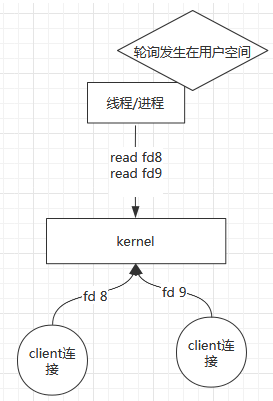 轮询发生在用户空间
线程/进程
read fd8
read fd9
kernel
fd 8
fd 9
client连
接
client连
接